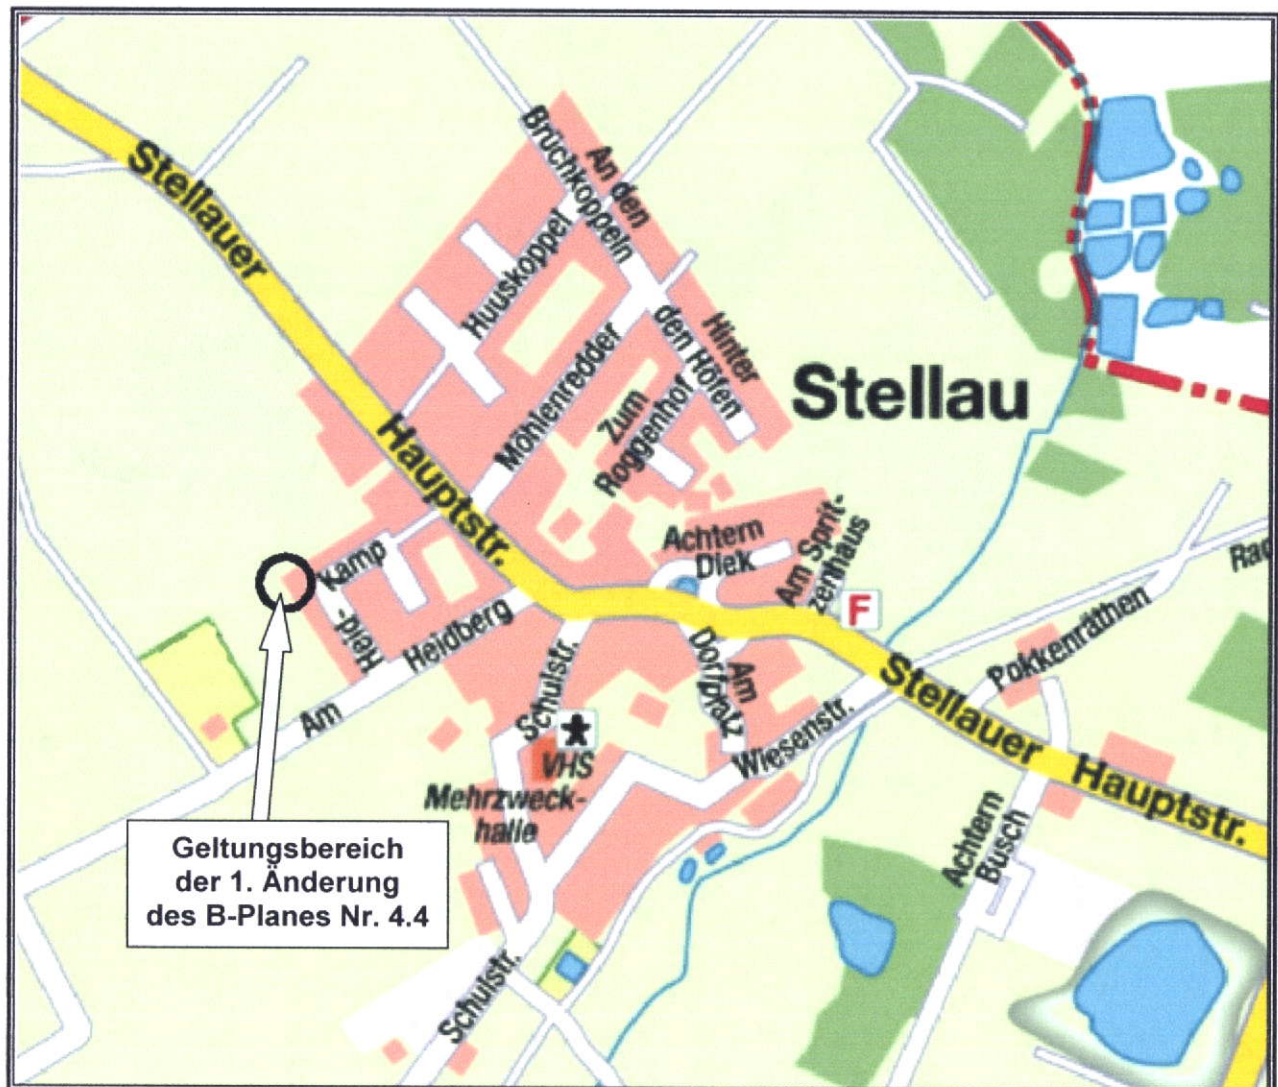 Stellauer
Hauptstr.
An den
Brüchkoppeln
Huuskoppel
Möhlenredder
Hinter
den Höfen
Zum
Roggenhof
Stellau
Achtern
Diek
Am Sprit-
zenhaus
F
Kamp
Heid-
Am
Heidberg
Schulstr.
Am
Dorfplatz
Wiesenstr.
Pokkenräthen
Rad
Stellauer
Hauptstr.
VHS
Mehrzweck-
halle
Achtern
Busch
Schulstr.
Geltungsbereich
der 1. Änderung
des B-Planes Nr. 4.4